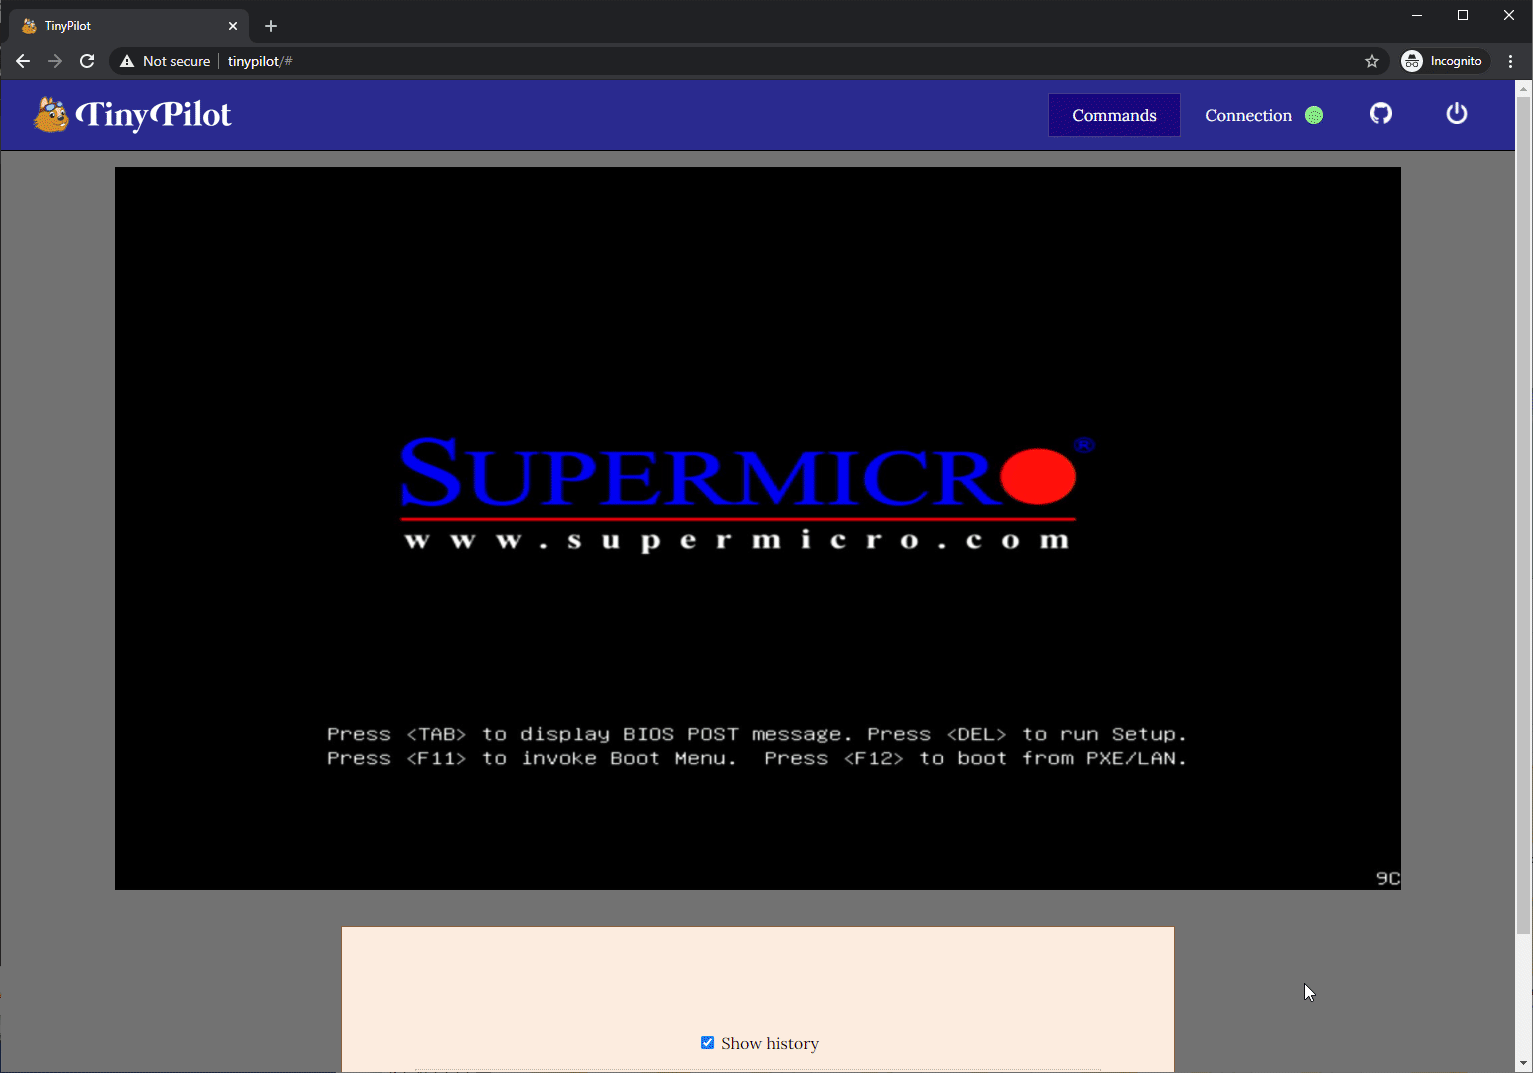 TinyPilot
Not secure
tinypilot/#
Incognito
TinyPilot
Commands
Connection
SUPERMICRO®
www.supermicro.com
Press <TAB> to display BIOS POST message. Press <DEL> to run Setup.
Press <F11> to invoke Boot Menu.  Press <F12> to boot from PXE/LAN.
9C
Show history